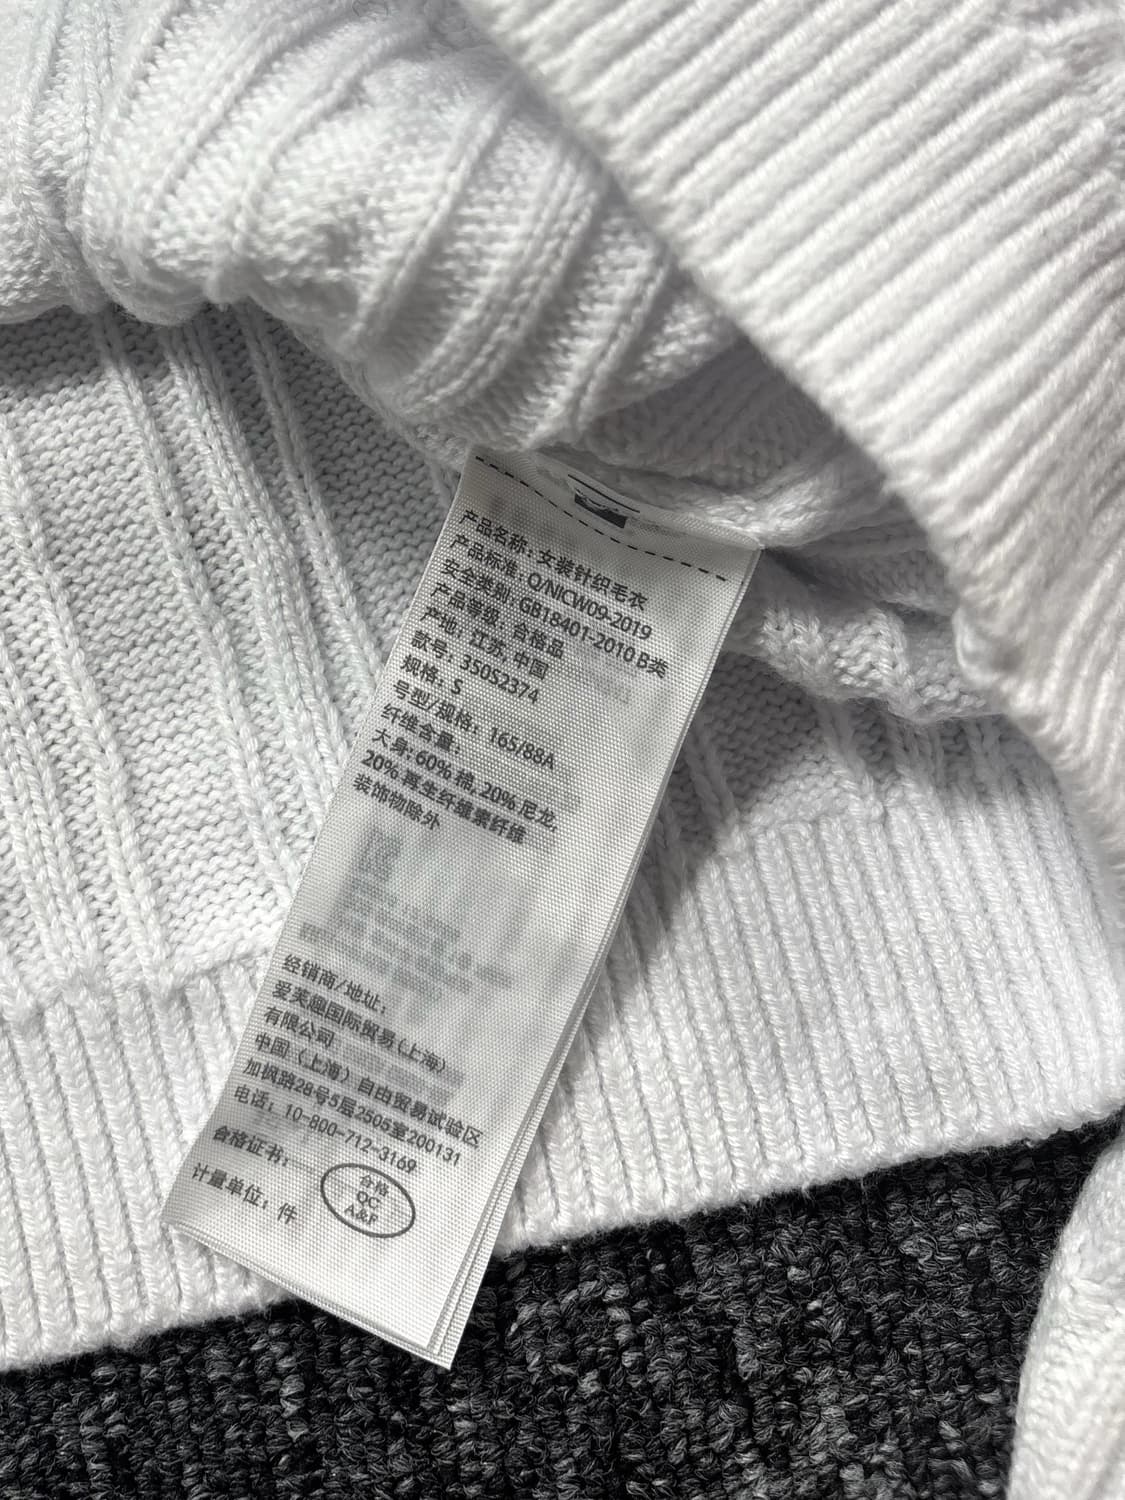 产品名称：女装针织毛衣
产品标准：Q/NICW09-2019
安全类别：GB18401-2010 B类
产品等级：合格品
产地：江苏, 中国
款号：35052374
规格：S
号型/规格：165/88A
纤维含量：
大身: 60% 棉, 20% 尼龙,
20% 再生纤维素纤维
装饰物除外
经销商/地址：
爱芙趣国际贸易(上海)
有限公司
中国（上海）自由贸易试验区
加枫路28号5层2505室200131
电话：10-800-712-3169
合格证书：
合格
QC
A&F
计量单位：件